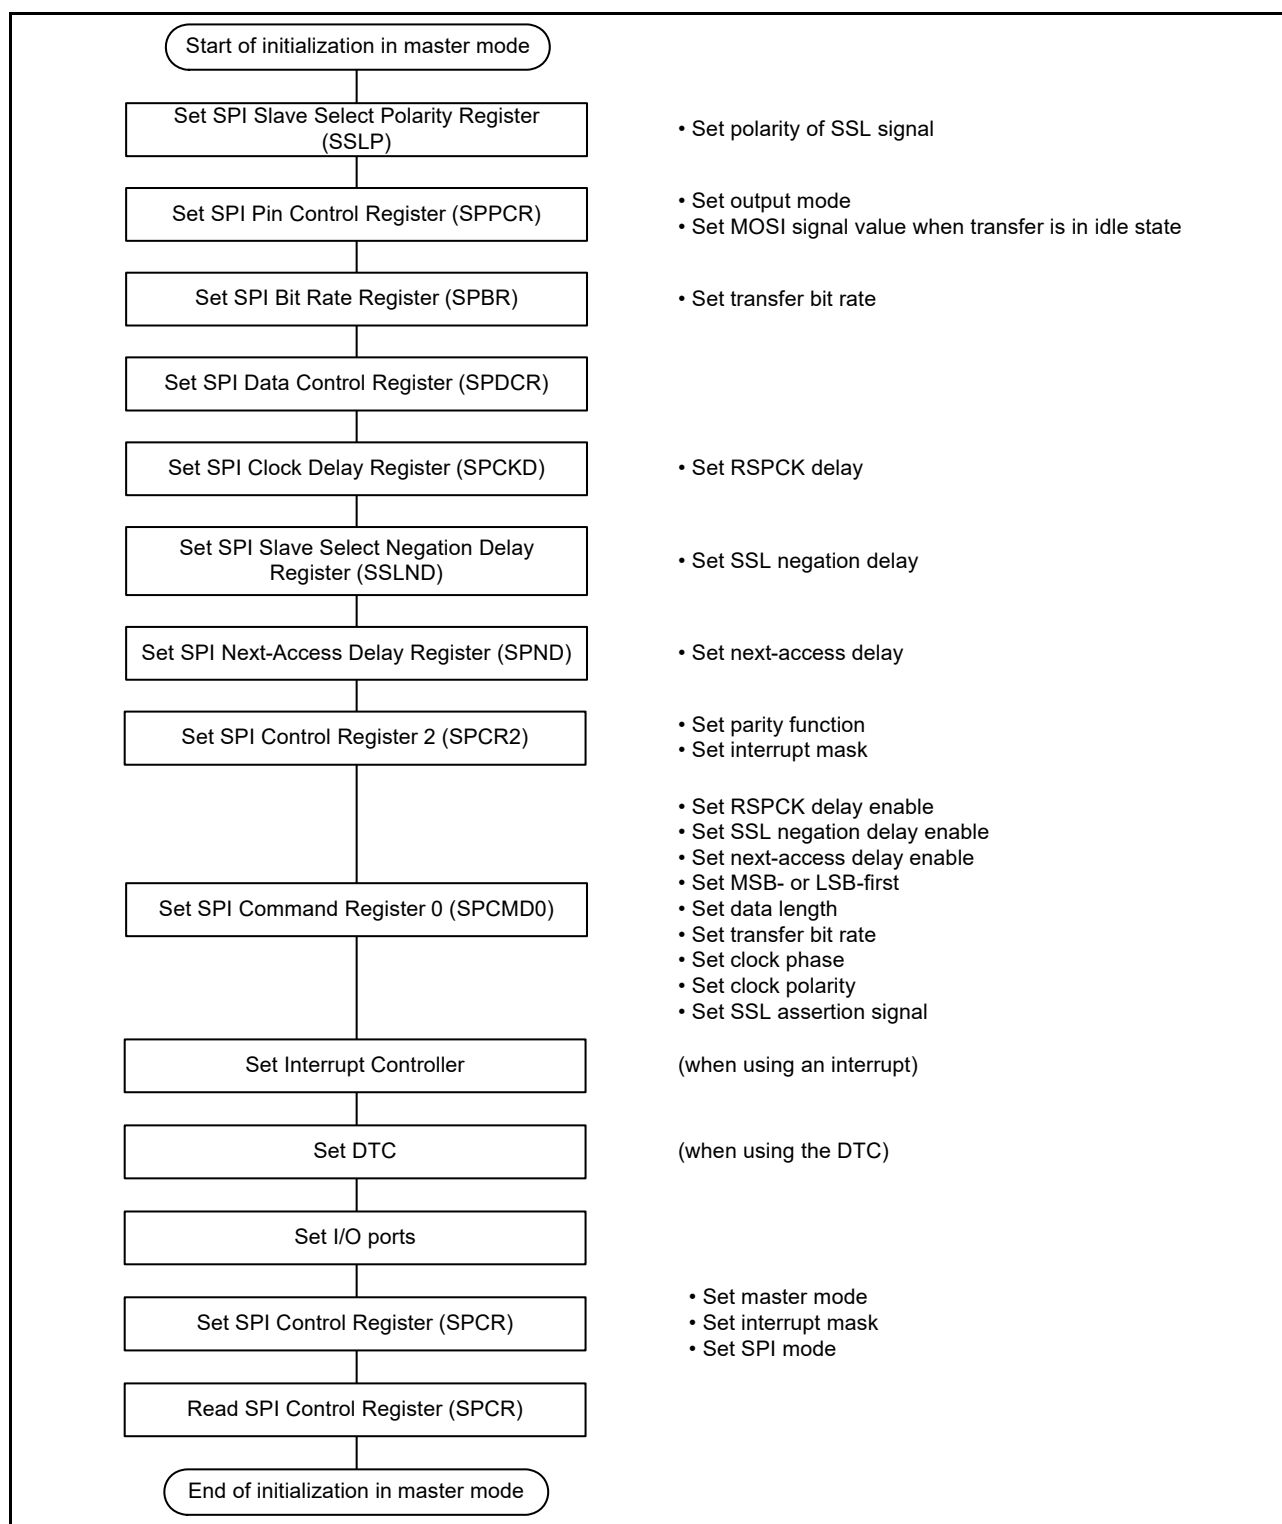 Start of initialization in master mode
Set SPI Slave Select Polarity Register
(SSLP)
• Set polarity of SSL signal
Set SPI Pin Control Register (SPPCR)
• Set output mode
• Set MOSI signal value when transfer is in idle state
Set SPI Bit Rate Register (SPBR)
• Set transfer bit rate
Set SPI Data Control Register (SPDCR)
Set SPI Clock Delay Register (SPCKD)
• Set RSPCK delay
Set SPI Slave Select Negation Delay
Register (SSLND)
• Set SSL negation delay
Set SPI Next-Access Delay Register (SPND)
• Set next-access delay
Set SPI Control Register 2 (SPCR2)
• Set parity function
• Set interrupt mask
Set SPI Command Register 0 (SPCMD0)
• Set RSPCK delay enable
• Set SSL negation delay enable
• Set next-access delay enable
• Set MSB- or LSB-first
• Set data length
• Set transfer bit rate
• Set clock phase
• Set clock polarity
• Set SSL assertion signal
Set Interrupt Controller
(when using an interrupt)
Set DTC
(when using the DTC)
Set I/O ports
Set SPI Control Register (SPCR)
• Set master mode
• Set interrupt mask
• Set SPI mode
Read SPI Control Register (SPCR)
End of initialization in master mode